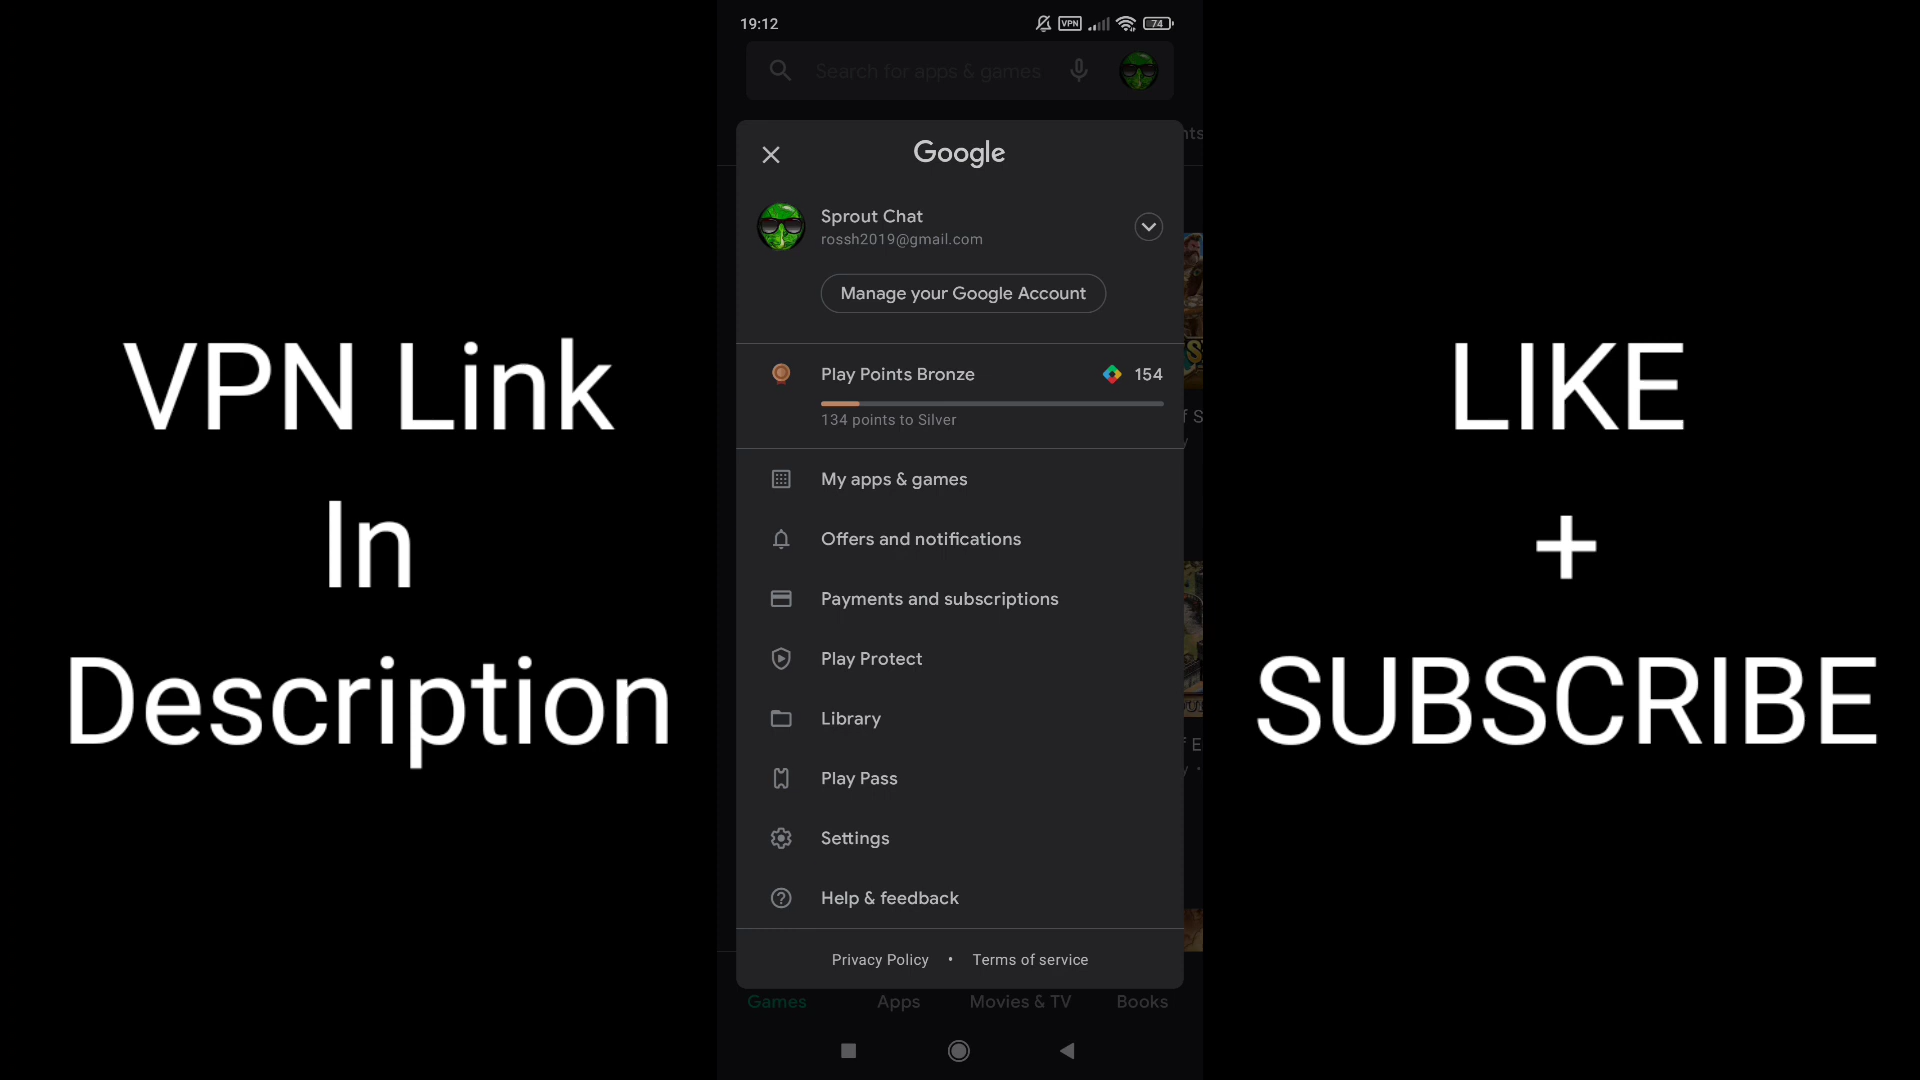 19:12
VPN
74
Search for apps & games
nts
Google
Sprout Chat
rossh2019@gmail.com
Manage your Google Account
Play Points Bronze
154
134 points to Silver
My apps & games
Offers and notifications
Payments and subscriptions
Play Protect
Library
Play Pass
Settings
Help & feedback
Privacy Policy • Terms of service
Games
Apps
Movies & TV
Books
VPN Link
In
Description
LIKE
+
SUBSCRIBE